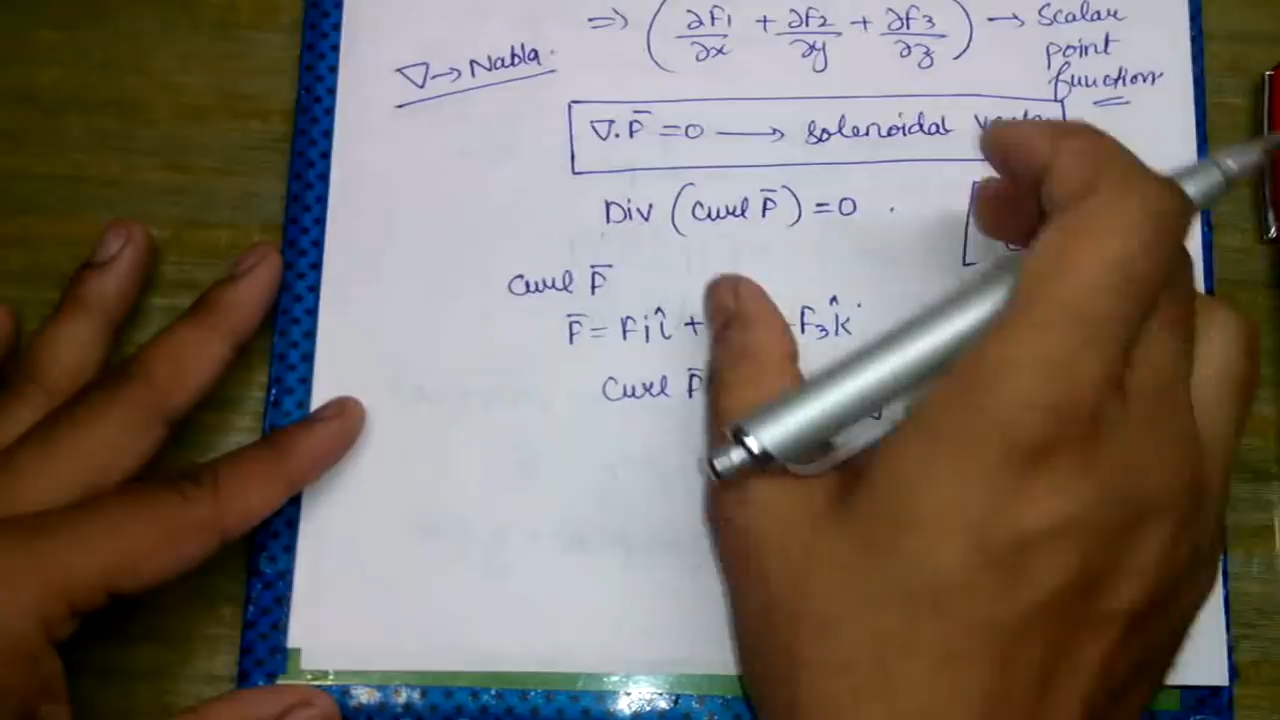 => (∂F1/∂x + ∂F2/∂y + ∂F3/∂z) → Scalar point function
∇→Nabla.
∇.F̄ =0 → Solenoidal
Div (curl F̄) =0 .
Curl F̄
F̄ = F1î + F3k̂
Curl F̄